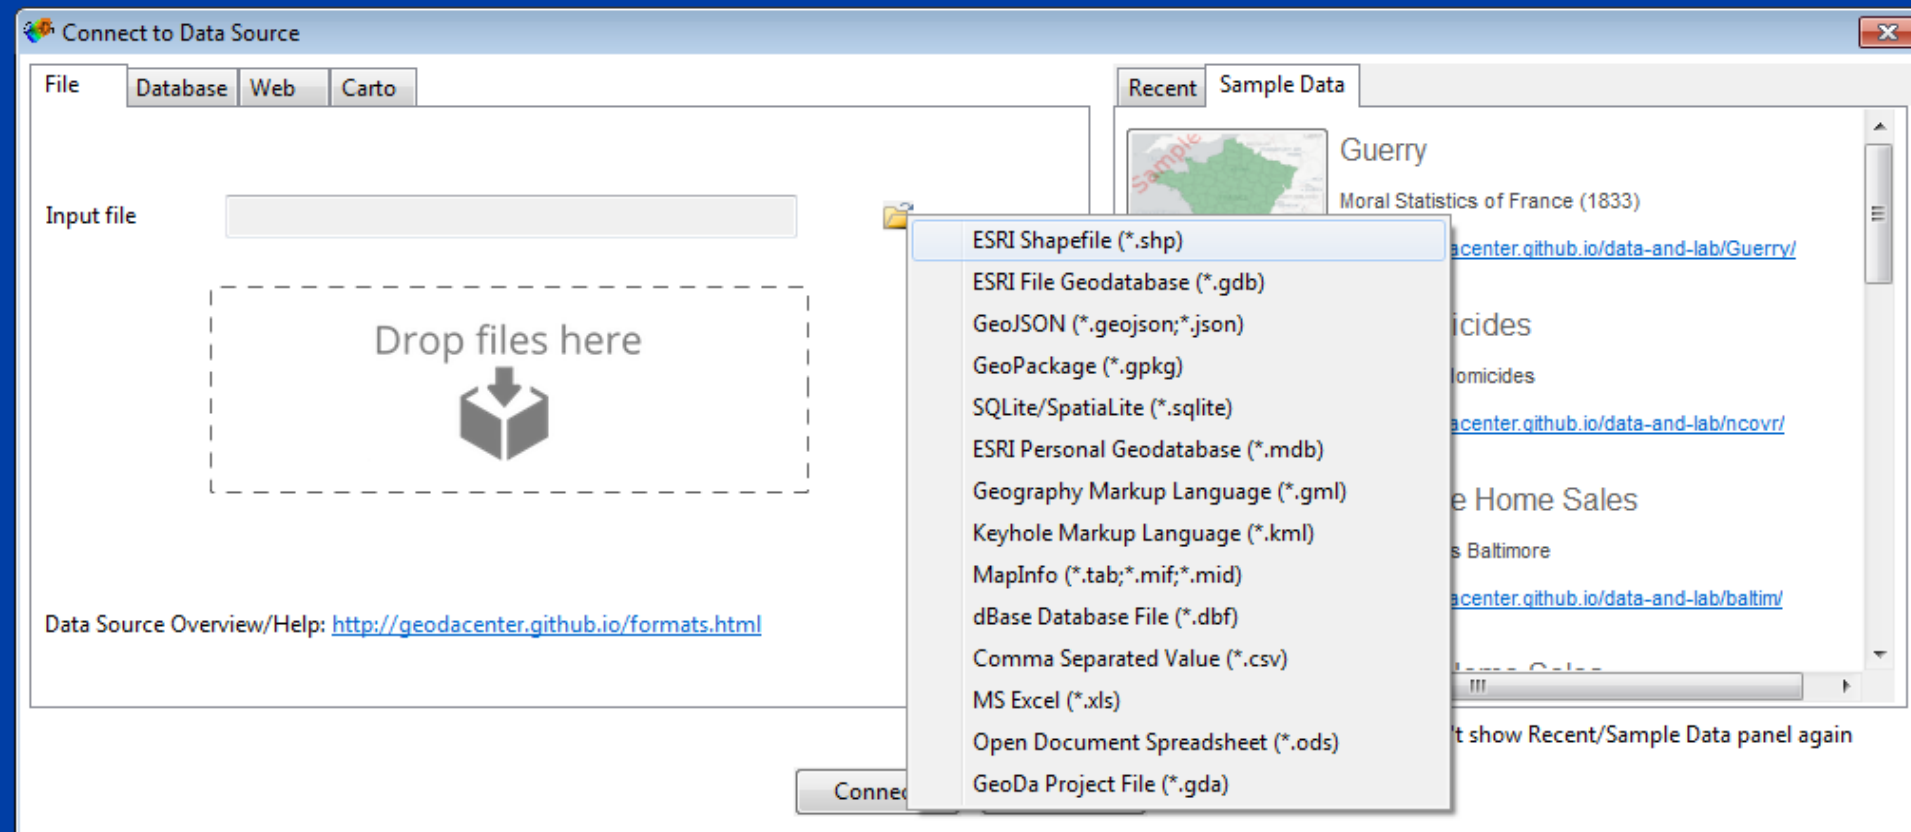 Connect to Data Source
File
Database
Web
Carto
Input file
Drop files here
Data Source Overview/Help: http://geodacenter.github.io/formats.html
ESRI Shapefile (*.shp)
ESRI File Geodatabase (*.gdb)
GeoJSON (*.geojson;*.json)
GeoPackage (*.gpkg)
SQLite/SpatiaLite (*.sqlite)
ESRI Personal Geodatabase (*.mdb)
Geography Markup Language (*.gml)
Keyhole Markup Language (*.kml)
MapInfo (*.tab;*.mif;*.mid)
dBase Database File (*.dbf)
Comma Separated Value (*.csv)
MS Excel (*.xls)
Open Document Spreadsheet (*.ods)
GeoDa Project File (*.gda)
Connec
Recent
Sample Data
Sample
Guerry
Moral Statistics of France (1833)
acenter.github.io/data-and-lab/Guerry/
icides
omicides
acenter.github.io/data-and-lab/ncovr/
e Home Sales
s Baltimore
acenter.github.io/data-and-lab/baltim/
't show Recent/Sample Data panel again